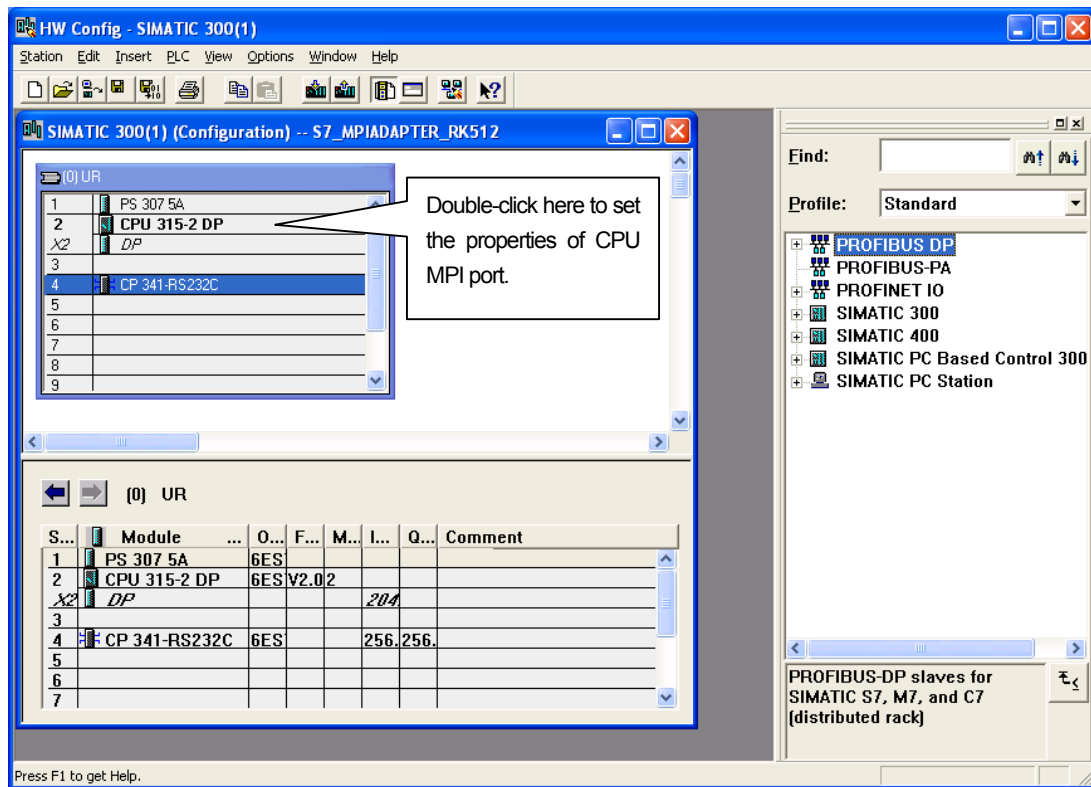 HW Config - SIMATIC 300(1)
Station Edit Insert PLC View Options Window Help
SIMATIC 300(1) (Configuration) -- S7_MPIADAPTER_RK512
(0) UR
1 PS 307 5A
2 CPU 315-2 DP
X2 DP
3
4 CP 341-RS232C
5
6
7
8
9
Double-click here to set
the properties of CPU
MPI port.
(0) UR
S... Module ... O... F... M... I... Q... Comment
1 PS 307 5A 6ES
2 CPU 315-2 DP 6ES V2.0 2
X2 DP 204
3
4 CP 341-RS232C 6ES 256. 256.
5
6
7
Find:
Profile: Standard
PROFIBUS DP
PROFIBUS-PA
PROFINET IO
SIMATIC 300
SIMATIC 400
SIMATIC PC Based Control 300
SIMATIC PC Station
PROFIBUS-DP slaves for
SIMATIC S7, M7, and C7
(distributed rack)
Press F1 to get Help.